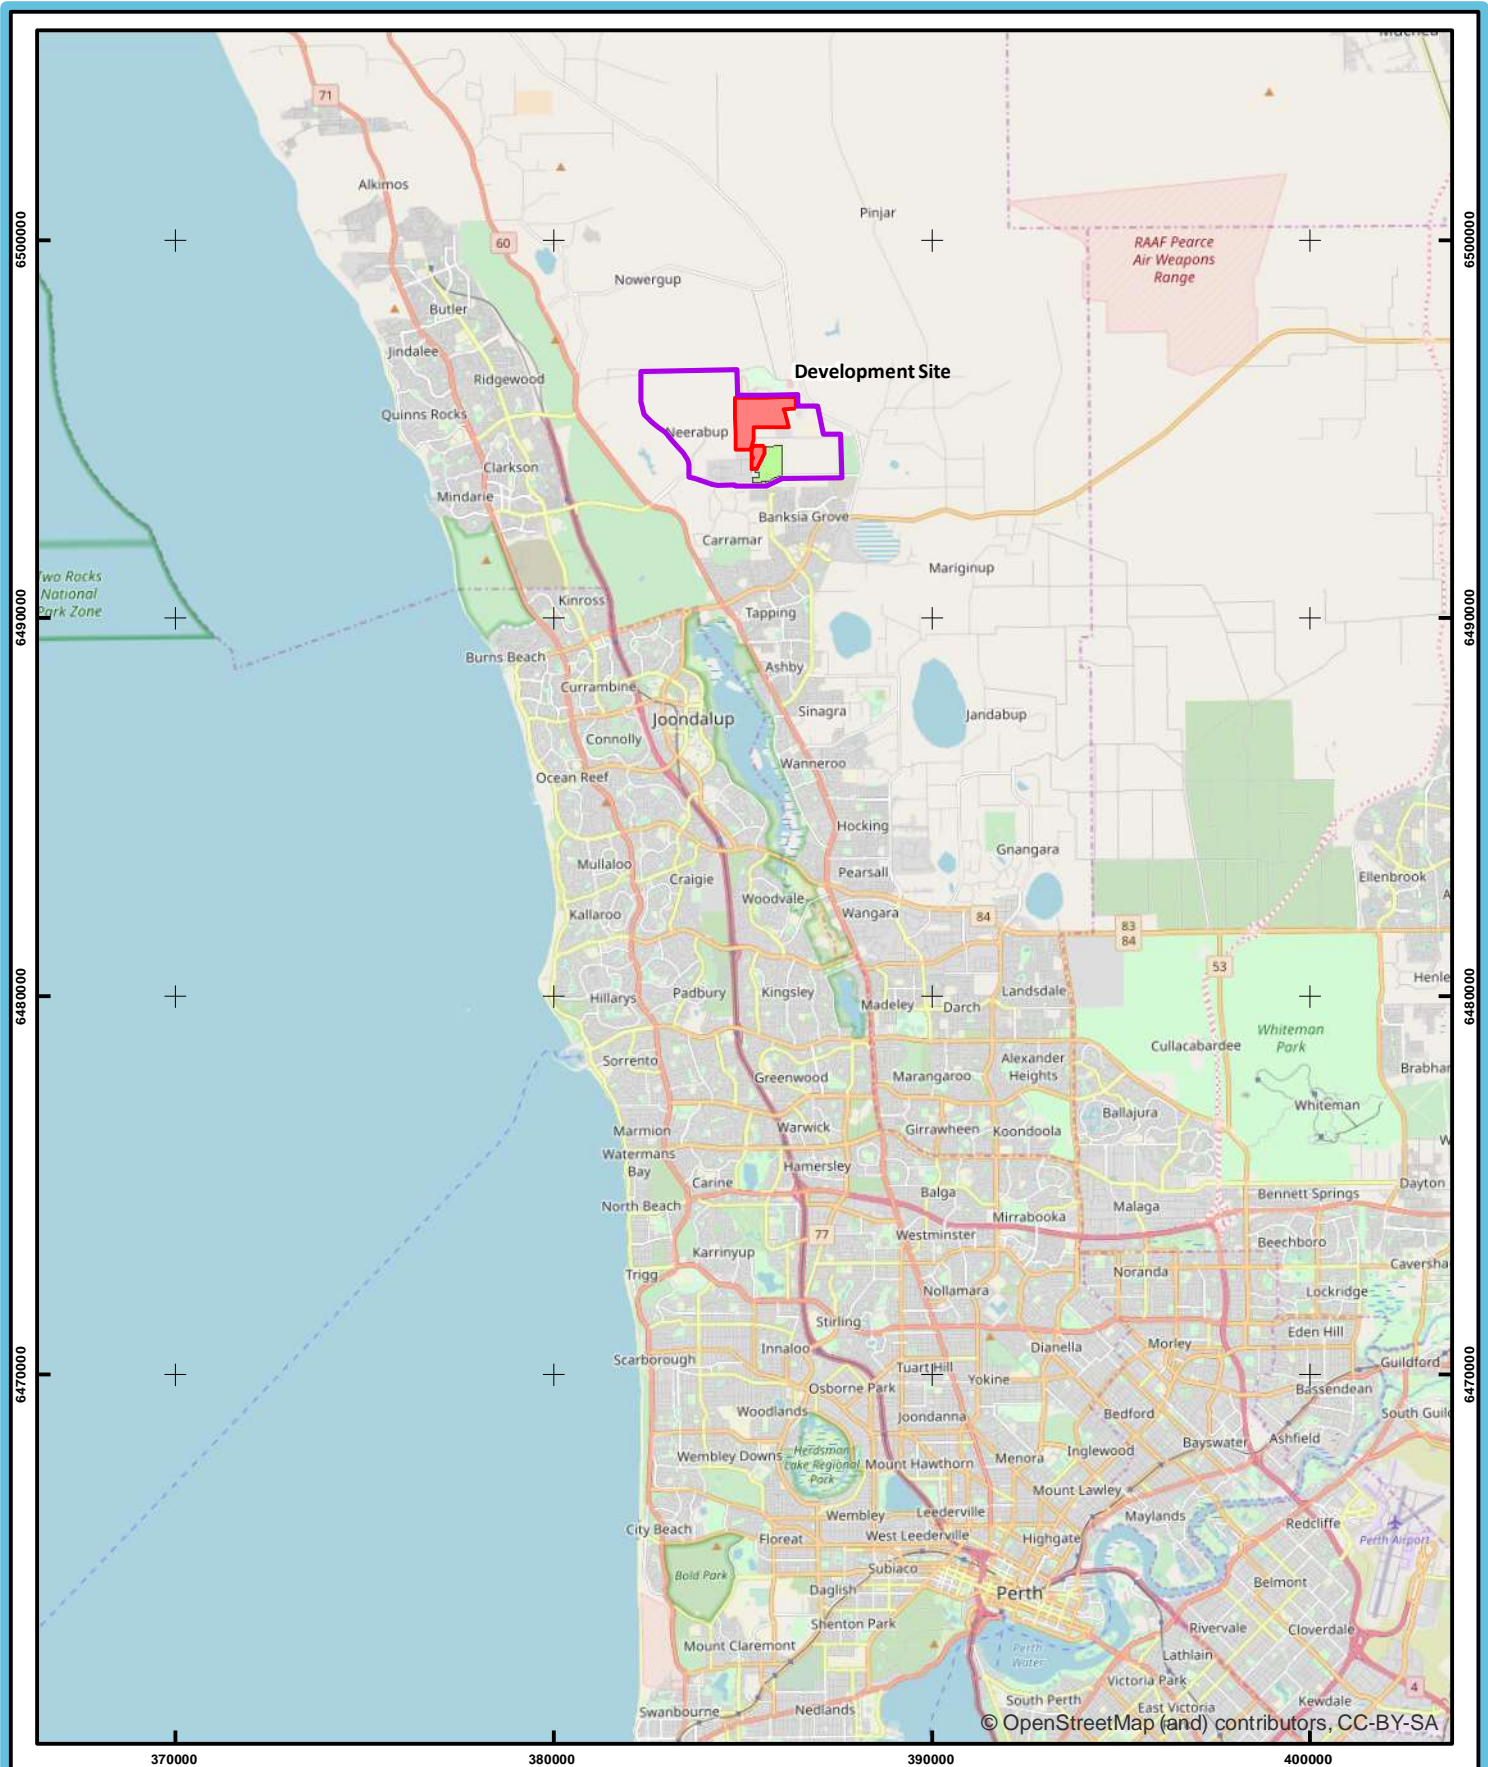 71
Alkimos
Pinjar
60
RAAF Pearce
Air Weapons
Range
Nowergup
Butler
Jindalee
Development Site
Ridgewood
Quinns Rocks
Neerabup
Clarkson
Mindarie
Banksia Grove
Carramar
Mariginup
Two Rocks
National
Park Zone
Kinross
Tapping
Burns Beach
Ashby
Currambine
Sinagra
Jandabup
Joondalup
Connolly
Wanneroo
Ocean Reef
Hocking
Gnangara
Mullaloo
Craigie
Pearsall
Ellenbrook
Woodvale
Kallaroo
Wangara
84
83
84
53
Henle
Hillarys
Padbury
Kingsley
Madeley
Darch
Landsdale
Whiteman
Park
Cullacabardee
Sorrento
Alexander
Heights
Greenwood
Marangaroo
Brabhar
Whiteman
Ballajura
Marmion
Warwick
Girrawheen
Koondoola
Watermans
Bay
Hamersley
Carine
Balga
Bennett Springs
Dayton
North Beach
Mirrabooka
Malaga
77
Westminster
Beechboro
Karrinyup
Caversha
Trigg
Noranda
Nollamara
Lockridge
Stirling
Eden Hill
Innaloo
Dianella
Morley
Scarborough
Tuart Hill
Guildford
Osborne Park
Yokine
Bassendean
Woodlands
Joondanna
Bedford
South Guil
Wembley Downs
Herdsman
Lake Regional
Park
Mount Hawthorn
Menora
Inglewood
Bayswater
Ashfield
Mount Lawley
Wembley
Leederville
Maylands
City Beach
Floreat
West Leederville
Highgate
Redcliffe
Perth Airport
Bold Park
Subiaco
Daglish
Perth
Belmont
Shenton Park
Rivervale
Cloverdale
Mount Claremont
Perth
Water
Lathlain
Victoria Park
4
Swanbourne
Nedlands
South Perth
East Victoria
Kewdale
© OpenStreetMap (and) contributors, CC-BY-SA
6500000
6490000
6480000
6470000
6500000
6490000
6480000
6470000
370000
380000
390000
400000